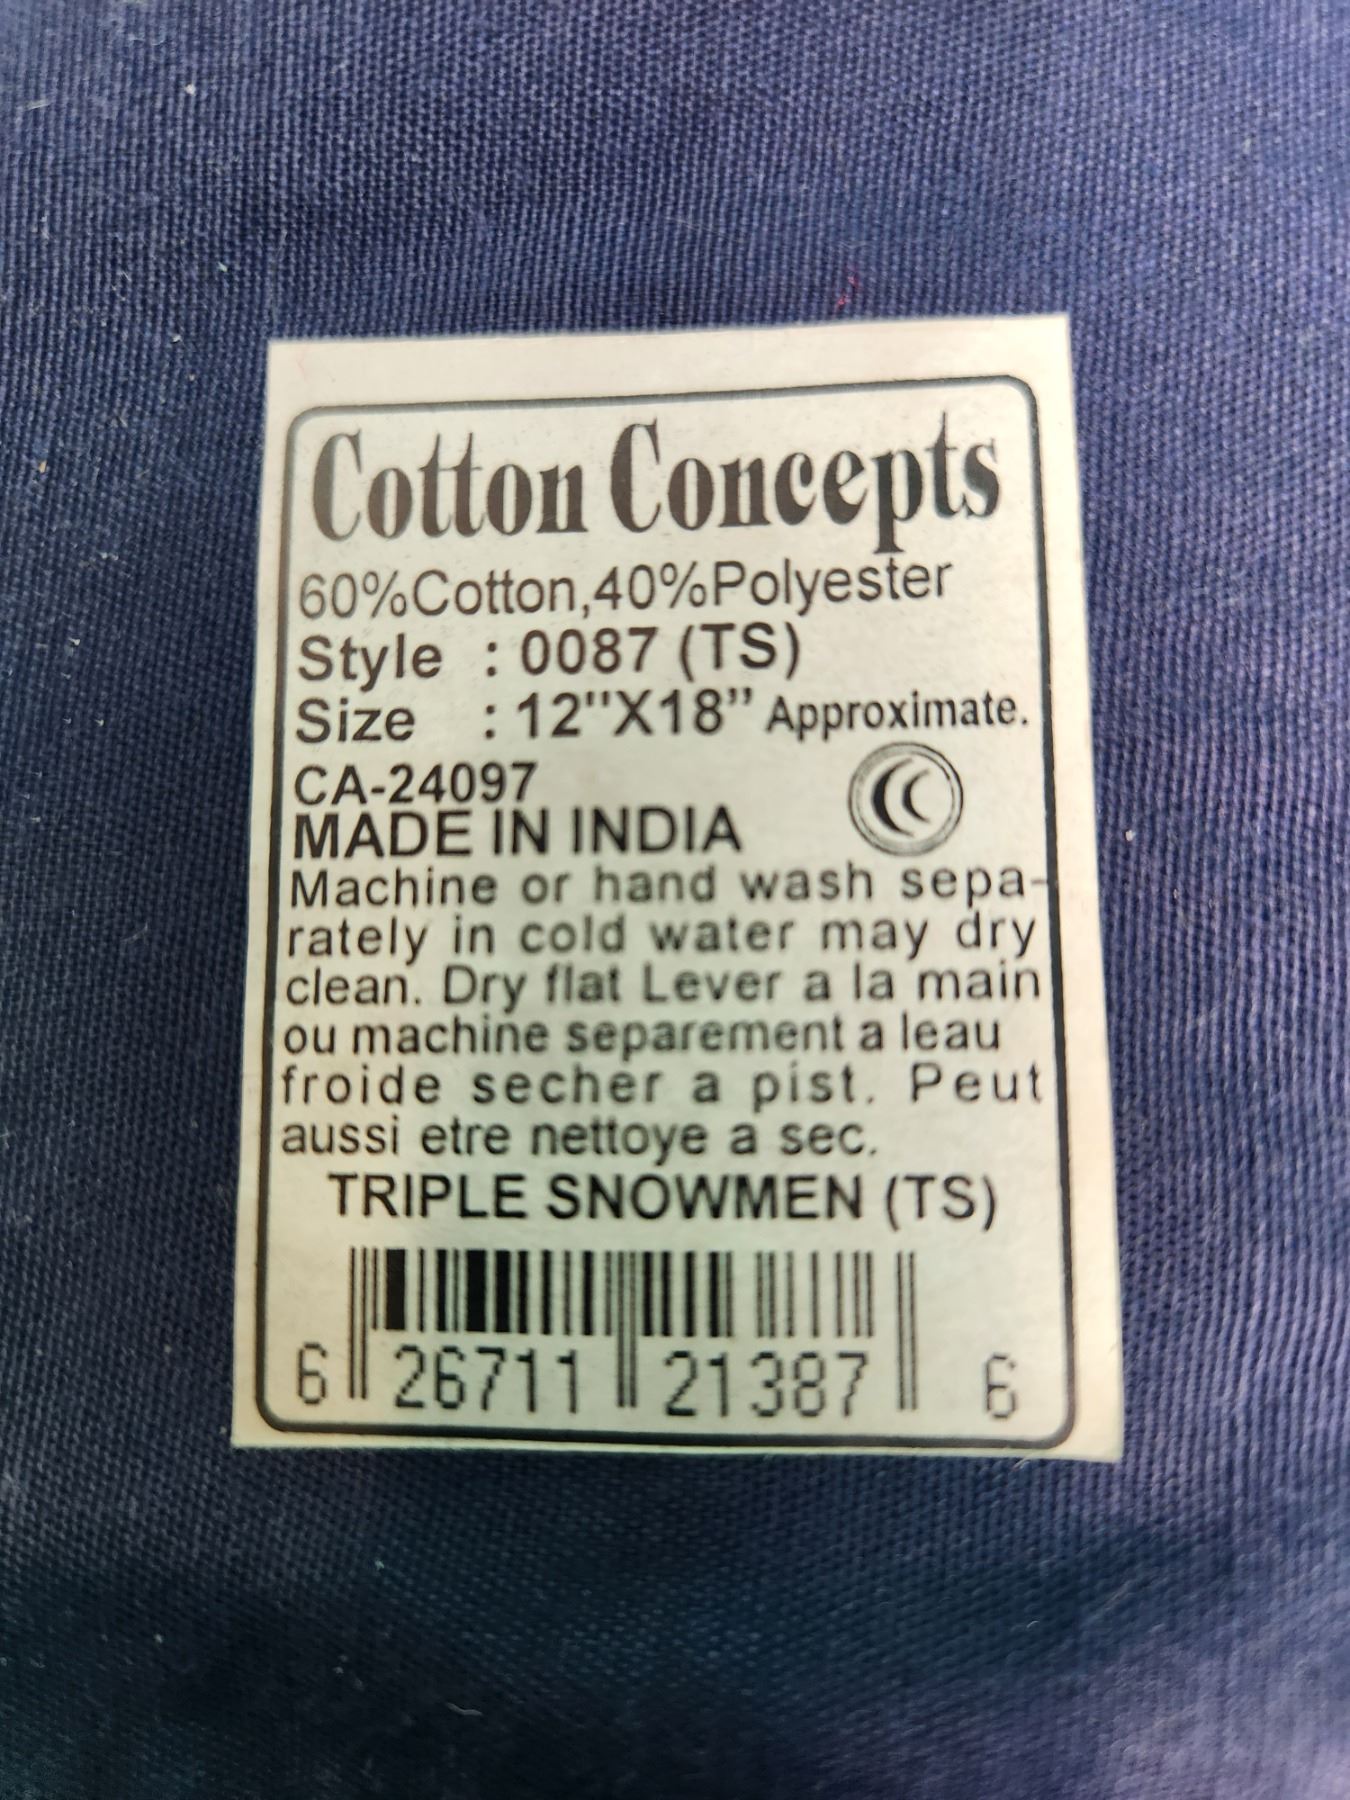 Cotton Concepts
60%Cotton,40%Polyester
Style : 0087 (TS)
Size : 12"X18" Approximate.
CA-24097
MADE IN INDIA
CC
Machine or hand wash sepa-
rately in cold water may dry
clean. Dry flat Lever a la main
ou machine separement a leau
froide secher a pist. Peut
aussi etre nettoye a sec.
TRIPLE SNOWMEN (TS)
6 26711 21387 6